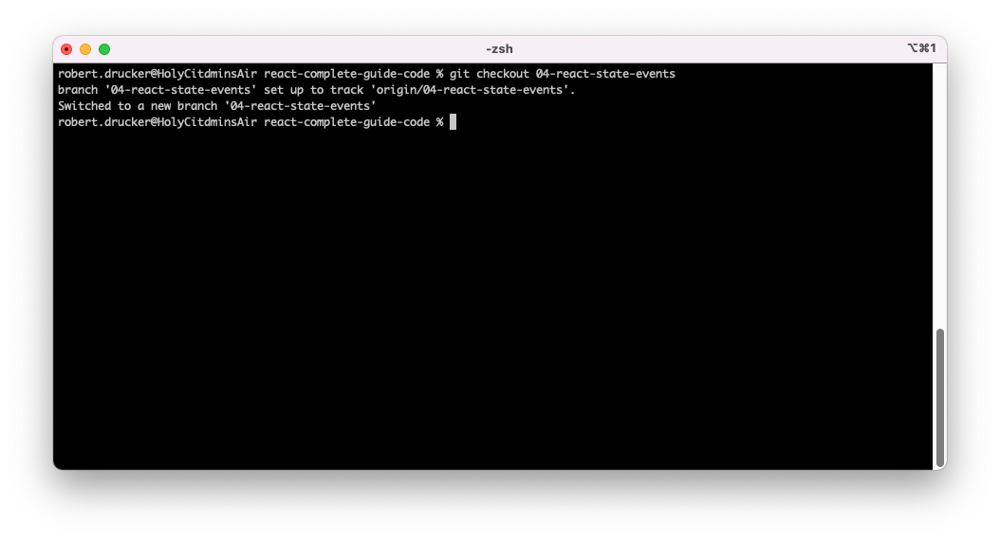 -zsh
⌥⌘1
robert.drucker@HolyCitdminsAir react-complete-guide-code % git checkout 04-react-state-events
branch '04-react-state-events' set up to track 'origin/04-react-state-events'.
Switched to a new branch '04-react-state-events'
robert.drucker@HolyCitdminsAir react-complete-guide-code %